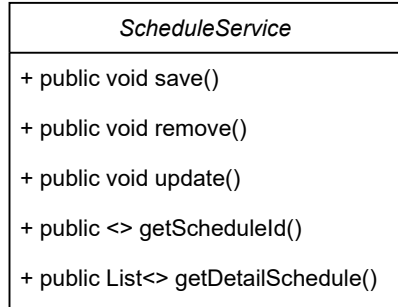 ScheduleService
+ public void save()
+ public void remove()
+ public void update()
+ public <> getScheduleId()
+ public List<> getDetailSchedule()